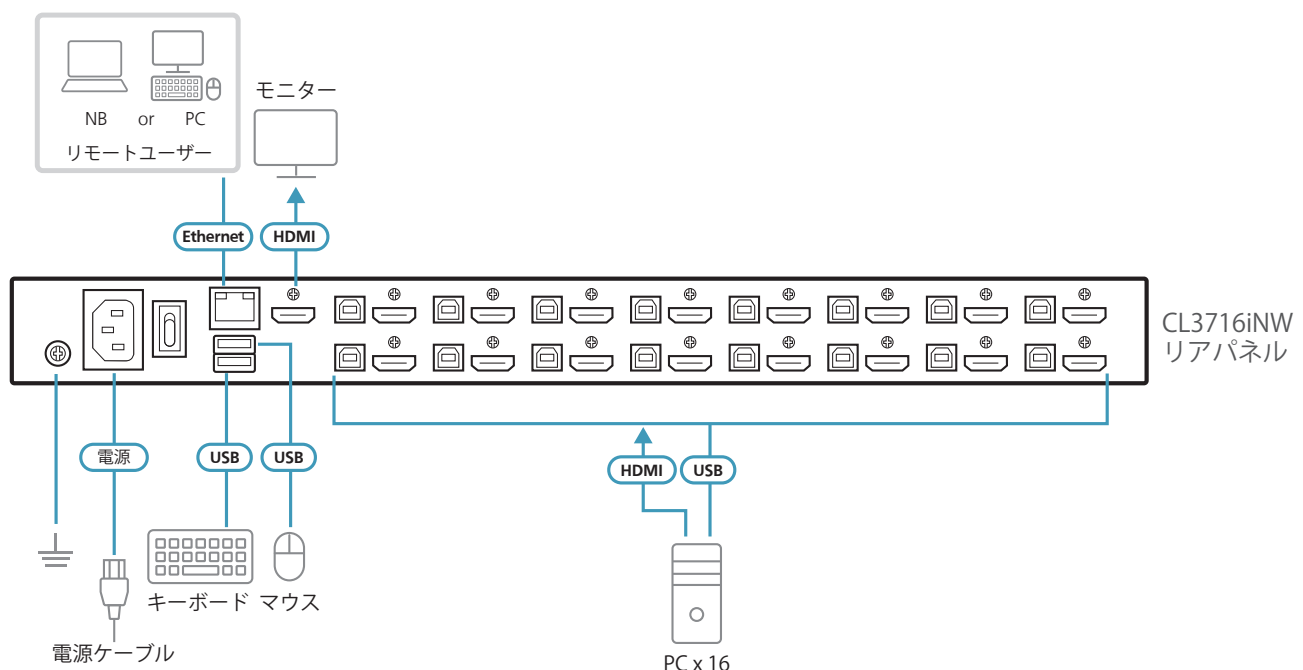 NB or PC
リモートユーザー
モニター
Ethernet
HDMI
CL3716iNW
リアパネル
電源
USB
USB
HDMI
USB
キーボード
マウス
電源ケーブル
PC x 16